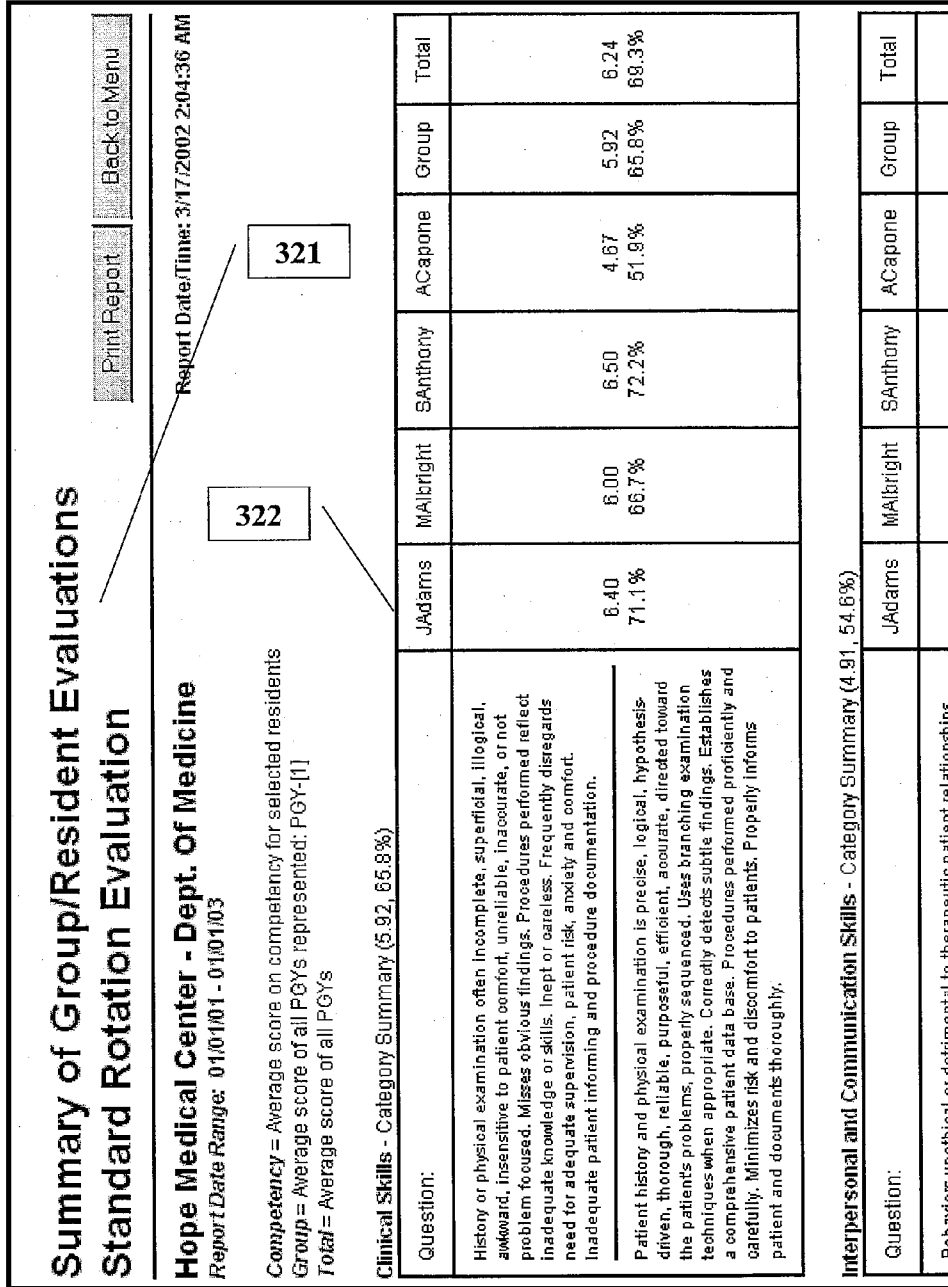 Summary of Group/Resident Evaluations
Standard Rotation Evaluation
Print Report Back to Menu
321
Hope Medical Center - Dept. Of Medicine Report Date/Time: 3/17/2002 2:04:36 AM
Report Date Range: 01/01/01 - 01/01/03
322
Competency = Average score on competency for selected residents
Group = Average score of all PGYs represented: PGY-[1]
Total = Average score of all PGYs
Clinical Skills - Category Summary (5.92, 65.8%)
Question: JAdams MAlbright SAnthony ACapone Group Total
History or physical examination often Incomplete, superficial, illogical,
awkward, insensitive to patient comfort, unreliable, inaccurate, or not
problem focused. Misses obvious findings. Procedures performed reflect
inadequate knowledge or skills. Inept or careless. Frequently disregards
need for adequate supervision, patient risk, anxiety and comfort.
Inadequate patient informing and procedure documentation.
6.40 6.00 6.50 4.67 5.92 6.24
71.1% 66.7% 72.2% 51.9% 65.8% 69.3%
Patient history and physical examination is precise, logical, hypothesis-
driven, thorough, reliable, purposeful, efficient, accurate, directed toward
the patient's problems, properly sequenced. Uses branching examination
techniques when appropriate. Correctly detects subtle findings. Establishes
a comprehensive patient data base. Procedures performed proficiently and
carefully. Minimizes risk and discomfort to patients. Properly informs
patient and documents thoroughly.
Interpersonal and Communication Skills - Category Summary (4.91, 54.6%)
Question: JAdams MAlbright SAnthony ACapone Group Total
detrimental to therapeutic patient relationships